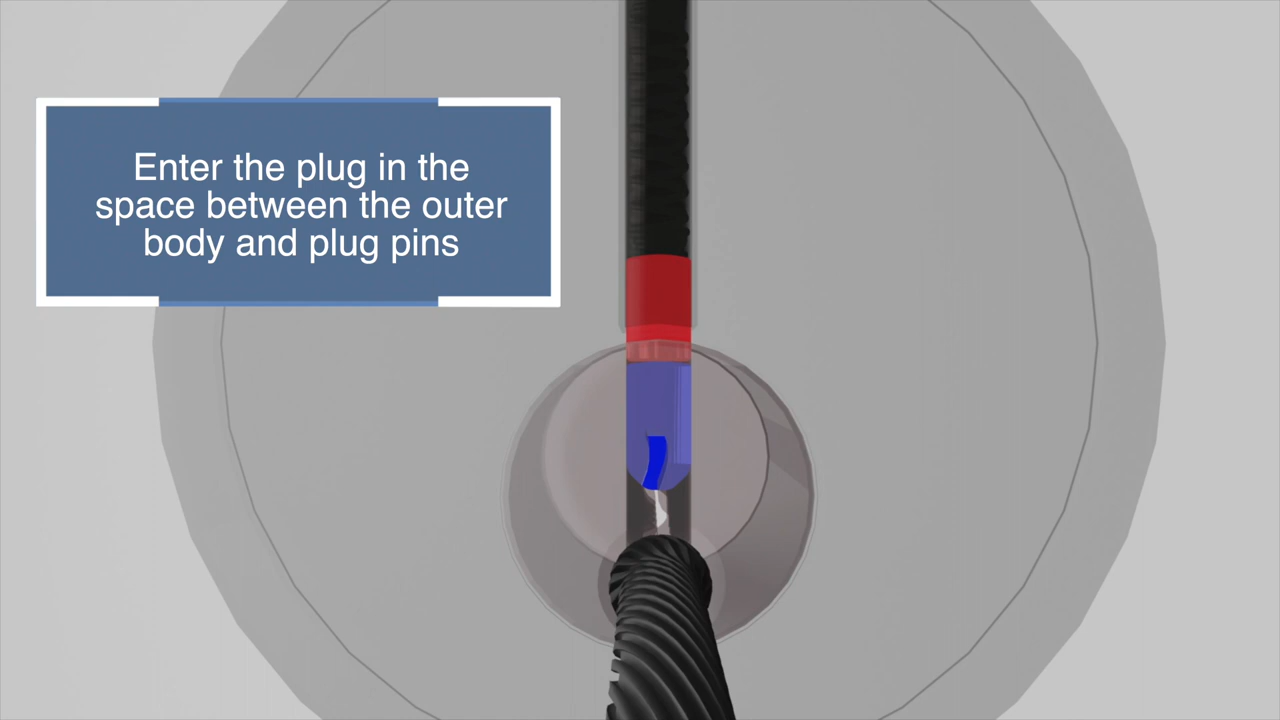 Enter the plug in the
space between the outer
body and plug pins